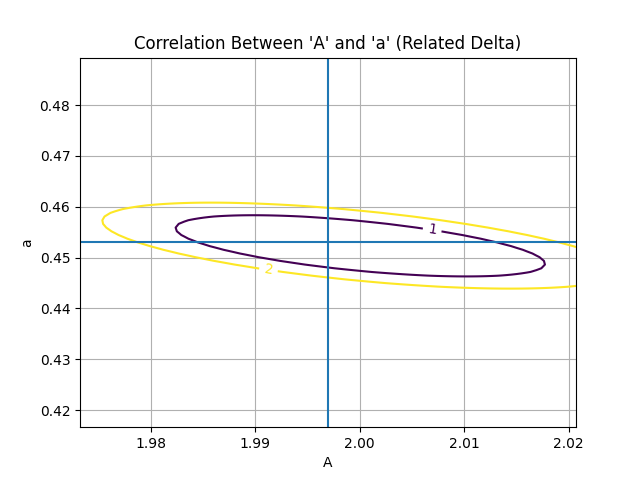 Correlation Between 'A' and 'a' (Related Delta)
0.48
0.47
0.46
0.45
0.44
0.43
0.42
a
1
2
1.98 1.99 2.00 2.01 2.02
A